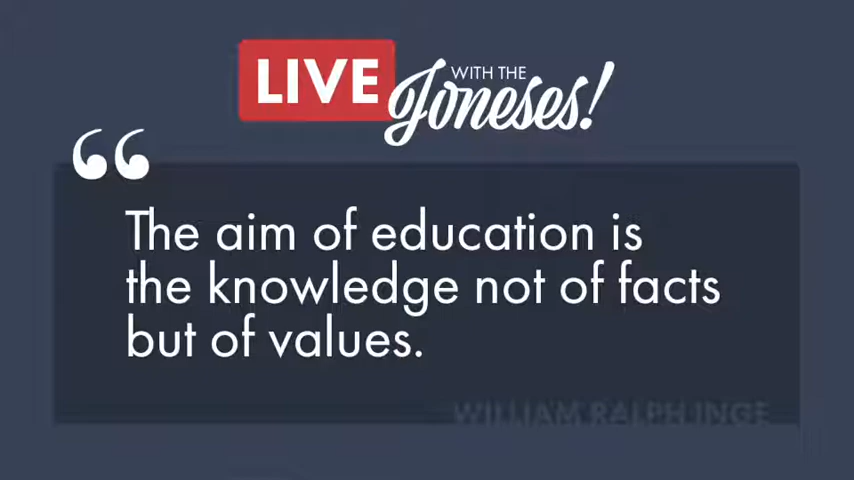 LIVE WITH THE Joneses!
“
The aim of education is
the knowledge not of facts
but of values.
WILLIAM RALPH INGE